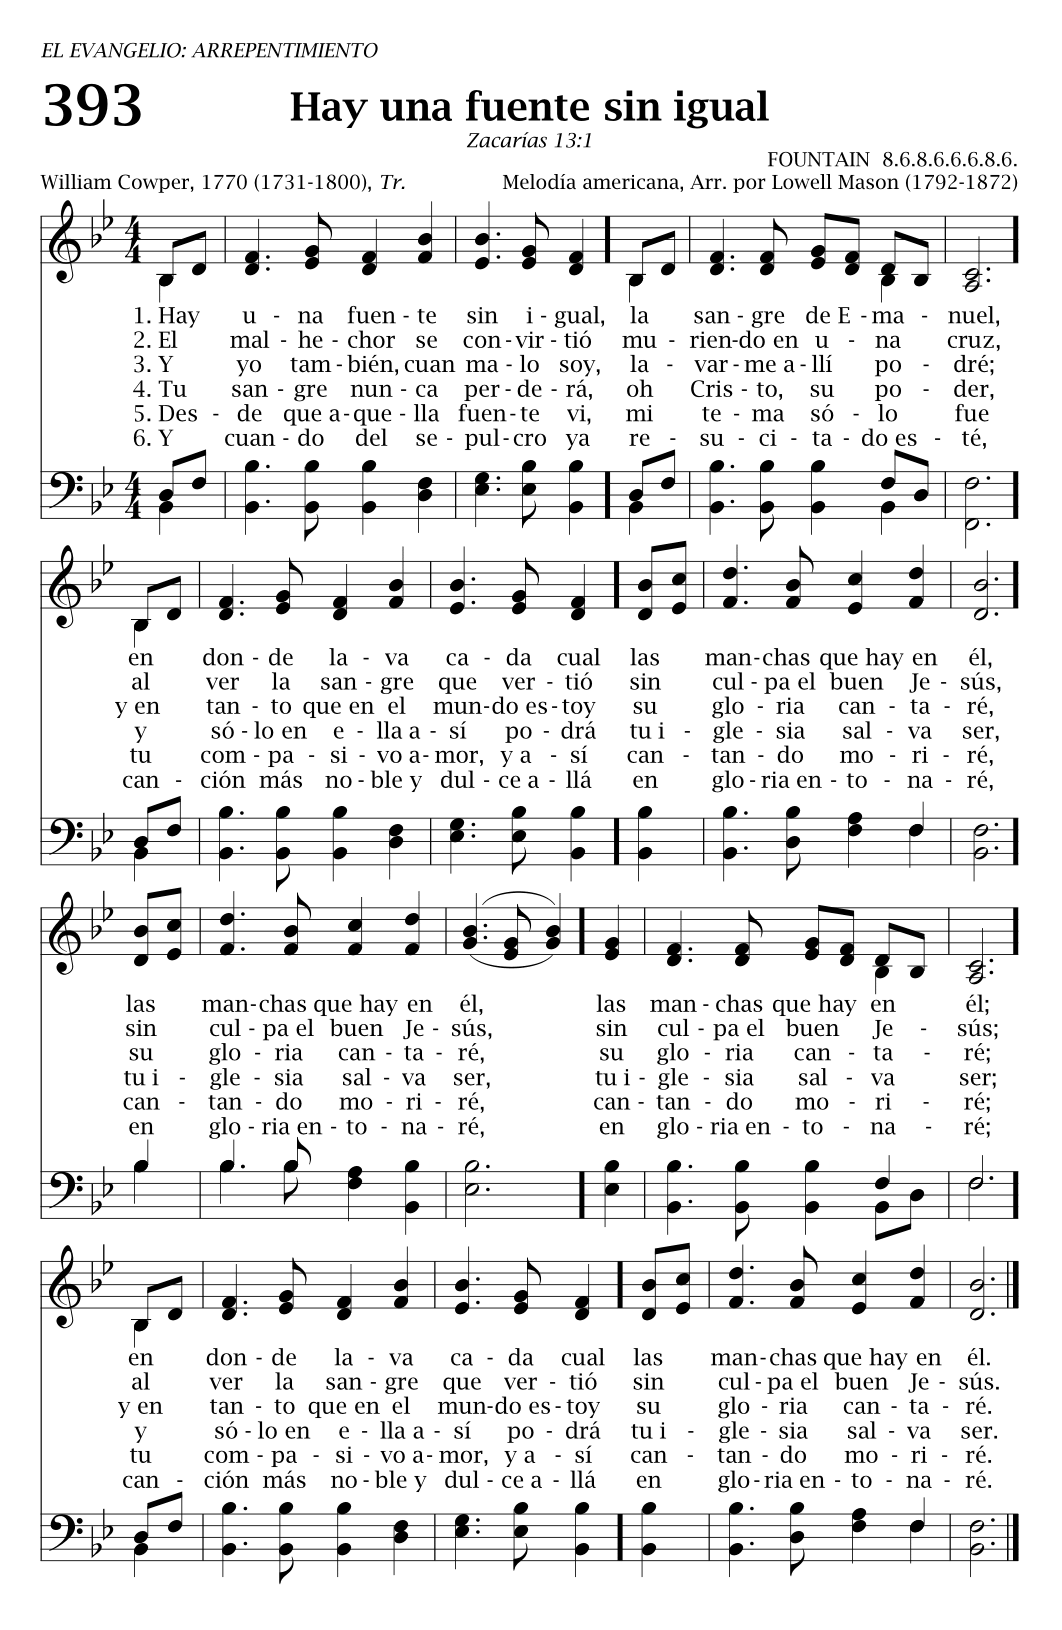 EL EVANGELIO: ARREPENTIMIENTO
393
Hay una fuente sin igual
Zacarías 13:1
FOUNTAIN 8.6.8.6.6.6.8.6.
William Cowper, 1770 (1731-1800), Tr. Melodía americana, Arr. por Lowell Mason (1792-1872)
1. Hay u - na fuen - te sin i - gual, la san - gre de E - ma - nuel,
2. El mal - he - chor se con - vir - tió mu - rien - do en u - na cruz,
3. Y yo tam - bién, cuan ma - lo soy, la - var - me a - llí po - dré;
4. Tu san - gre nun - ca per - de - rá, oh Cris - to, su po - der,
5. Des - de que a - que - lla fuen - te vi, mi te - ma só - lo fue
6. Y cuan - do del se - pul - cro ya re - su - ci - ta - do es - té,
en don - de la - va ca - da cual las man - chas que hay en él,
al ver la san - gre que ver - tió sin cul - pa el buen Je - sús,
y en tan - to que en el mun - do es - toy su glo - ria can - ta - ré,
y só - lo en e - lla a - sí po - drá tu i - gle - sia sal - va ser,
tu com - pa - si - vo a - mor, y a - sí can - tan - do mo - ri - ré,
can - ción más no - ble y dul - ce a - llá en glo - ria en - to - na - ré,
las man - chas que hay en él, las man - chas que hay en él;
sin cul - pa el buen Je - sús, sin cul - pa el buen Je - sús;
su glo - ria can - ta - ré, su glo - ria can - ta - ré;
tu i - gle - sia sal - va ser, tu i - gle - sia sal - va ser;
can - tan - do mo - ri - ré, can - tan - do mo - ri - ré;
en glo - ria en - to - na - ré, en glo - ria en - to - na - ré;
en don - de la - va ca - da cual las man - chas que hay en él.
al ver la san - gre que ver - tió sin cul - pa el buen Je - sús.
y en tan - to que en el mun - do es - toy su glo - ria can - ta - ré.
y só - lo en e - lla a - sí po - drá tu i - gle - sia sal - va ser.
tu com - pa - si - vo a - mor, y a - sí can - tan - do mo - ri - ré.
can - ción más no - ble y dul - ce a - llá en glo - ria en - to - na - ré.